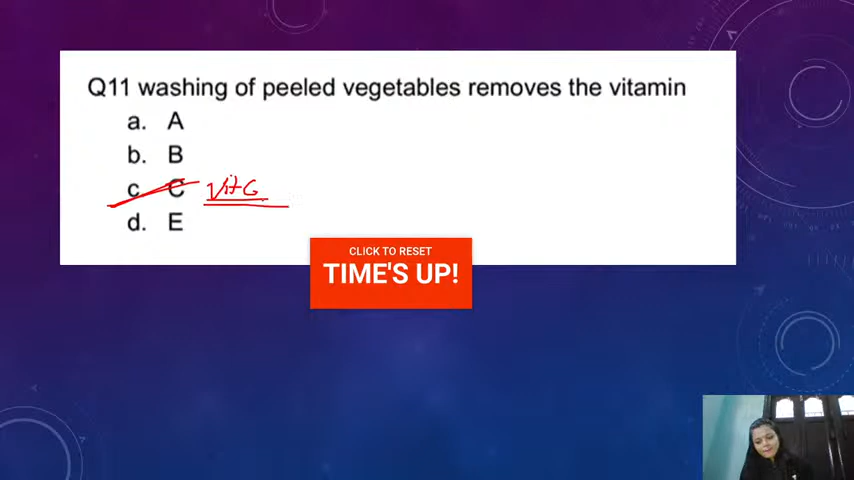 Q11 washing of peeled vegetables removes the vitamin
a. A
b. B
c. C Vit C
d. E
CLICK TO RESET
TIME'S UP!